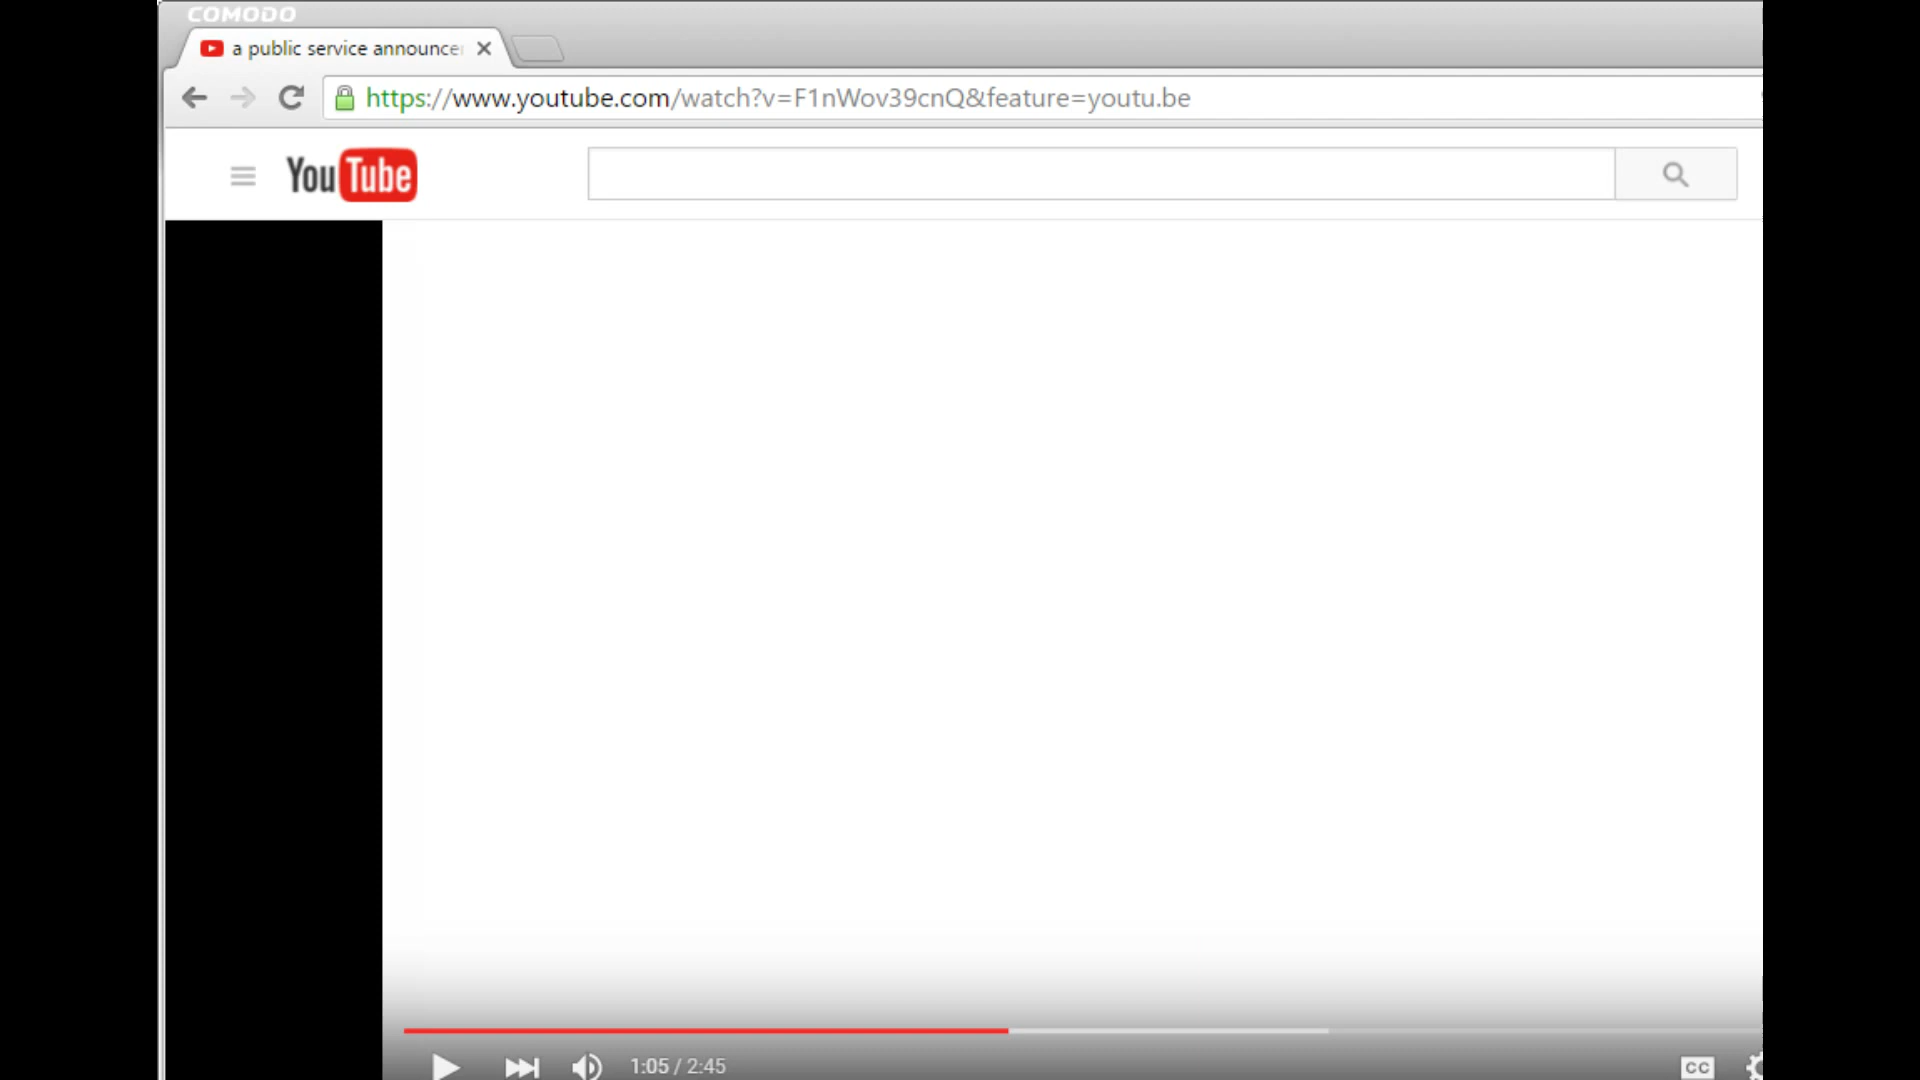 COMODO
a public service announce
https://www.youtube.com/watch?v=F1nWov39cnQ&feature=youtu.be
YouTube
1:05 / 2:45
CC